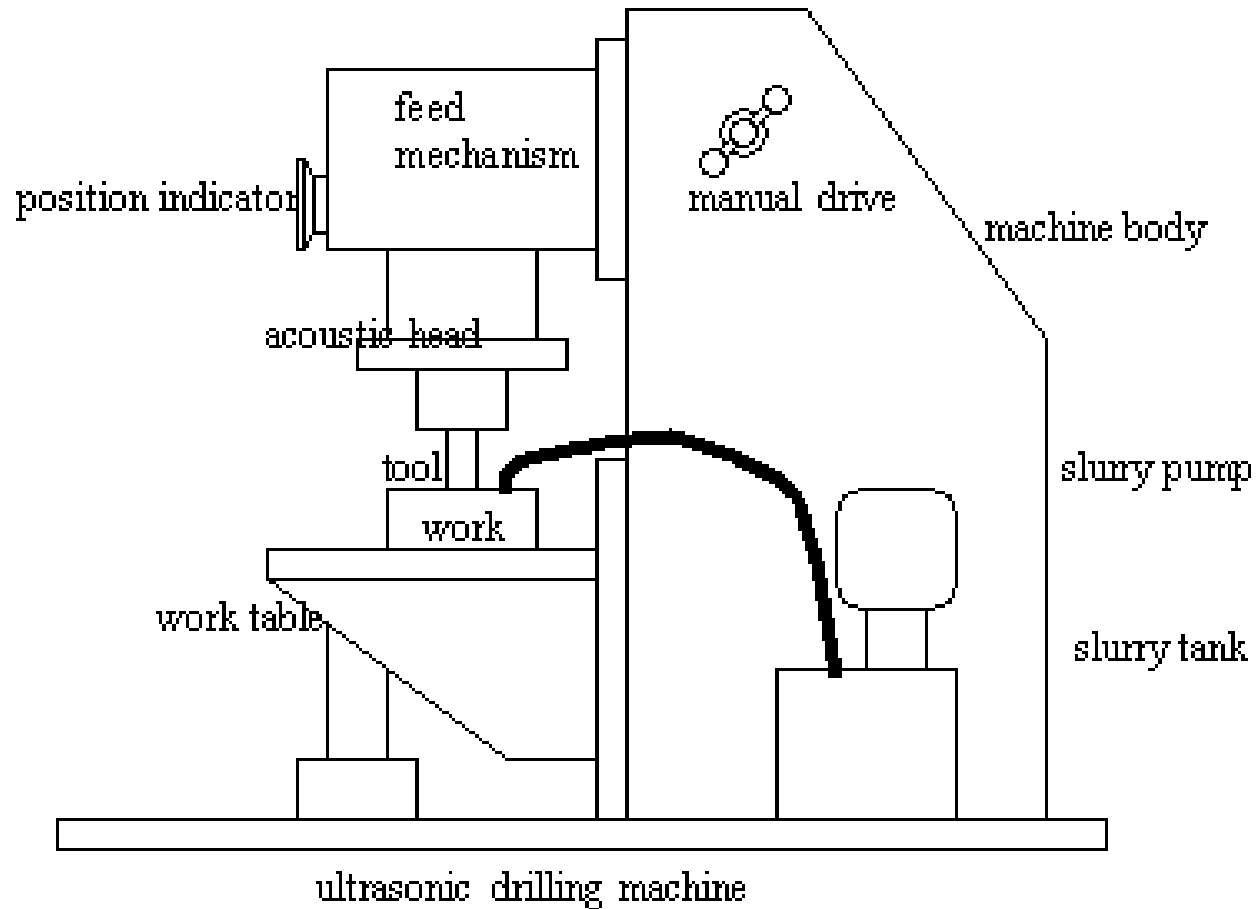 feed
mechanism
position indicator
manual drive
machine body
acoustic head
tool
slurry pump
work
work table
slurry tank
ultrasonic drilling machine